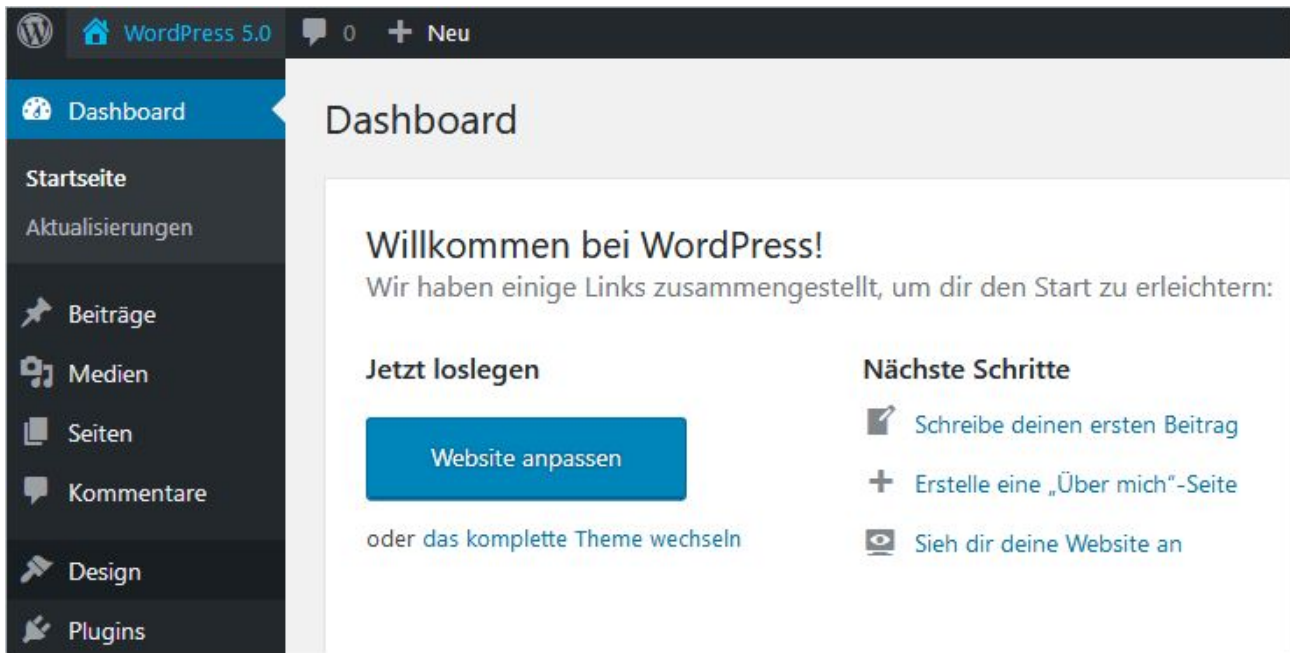 WordPress 5.0 0 Neu
Dashboard
Startseite
Aktualisierungen
Beiträge
Medien
Seiten
Kommentare
Design
Plugins
Dashboard
Willkommen bei WordPress!
Wir haben einige Links zusammengestellt, um dir den Start zu erleichtern:
Jetzt loslegen
Website anpassen
oder das komplette Theme wechseln
Nächste Schritte
Schreibe deinen ersten Beitrag
Erstelle eine „Über mich“-Seite
Sieh dir deine Website an